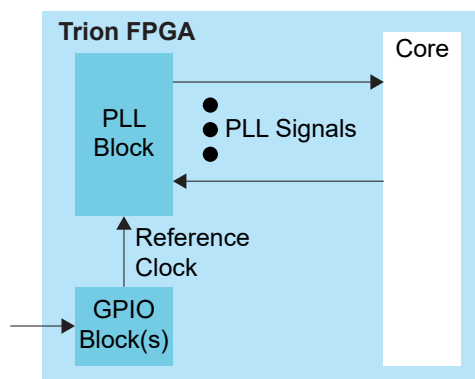 Trion FPGA
Core
PLL
Block
PLL Signals
Reference
Clock
GPIO
Block(s)